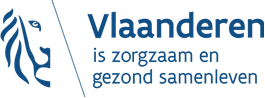 Vlaanderen
is zorgzaam en
gezond samenleven